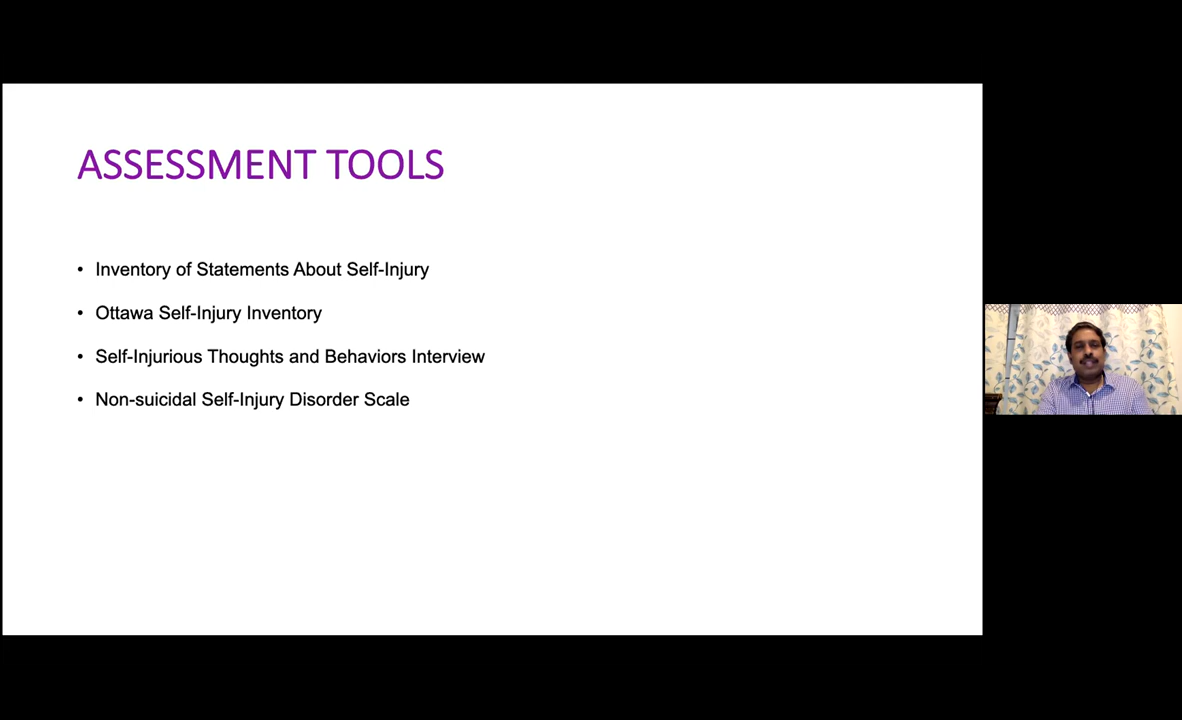 ASSESSMENT TOOLS
• Inventory of Statements About Self-Injury
• Ottawa Self-Injury Inventory
• Self-Injurious Thoughts and Behaviors Interview
• Non-suicidal Self-Injury Disorder Scale